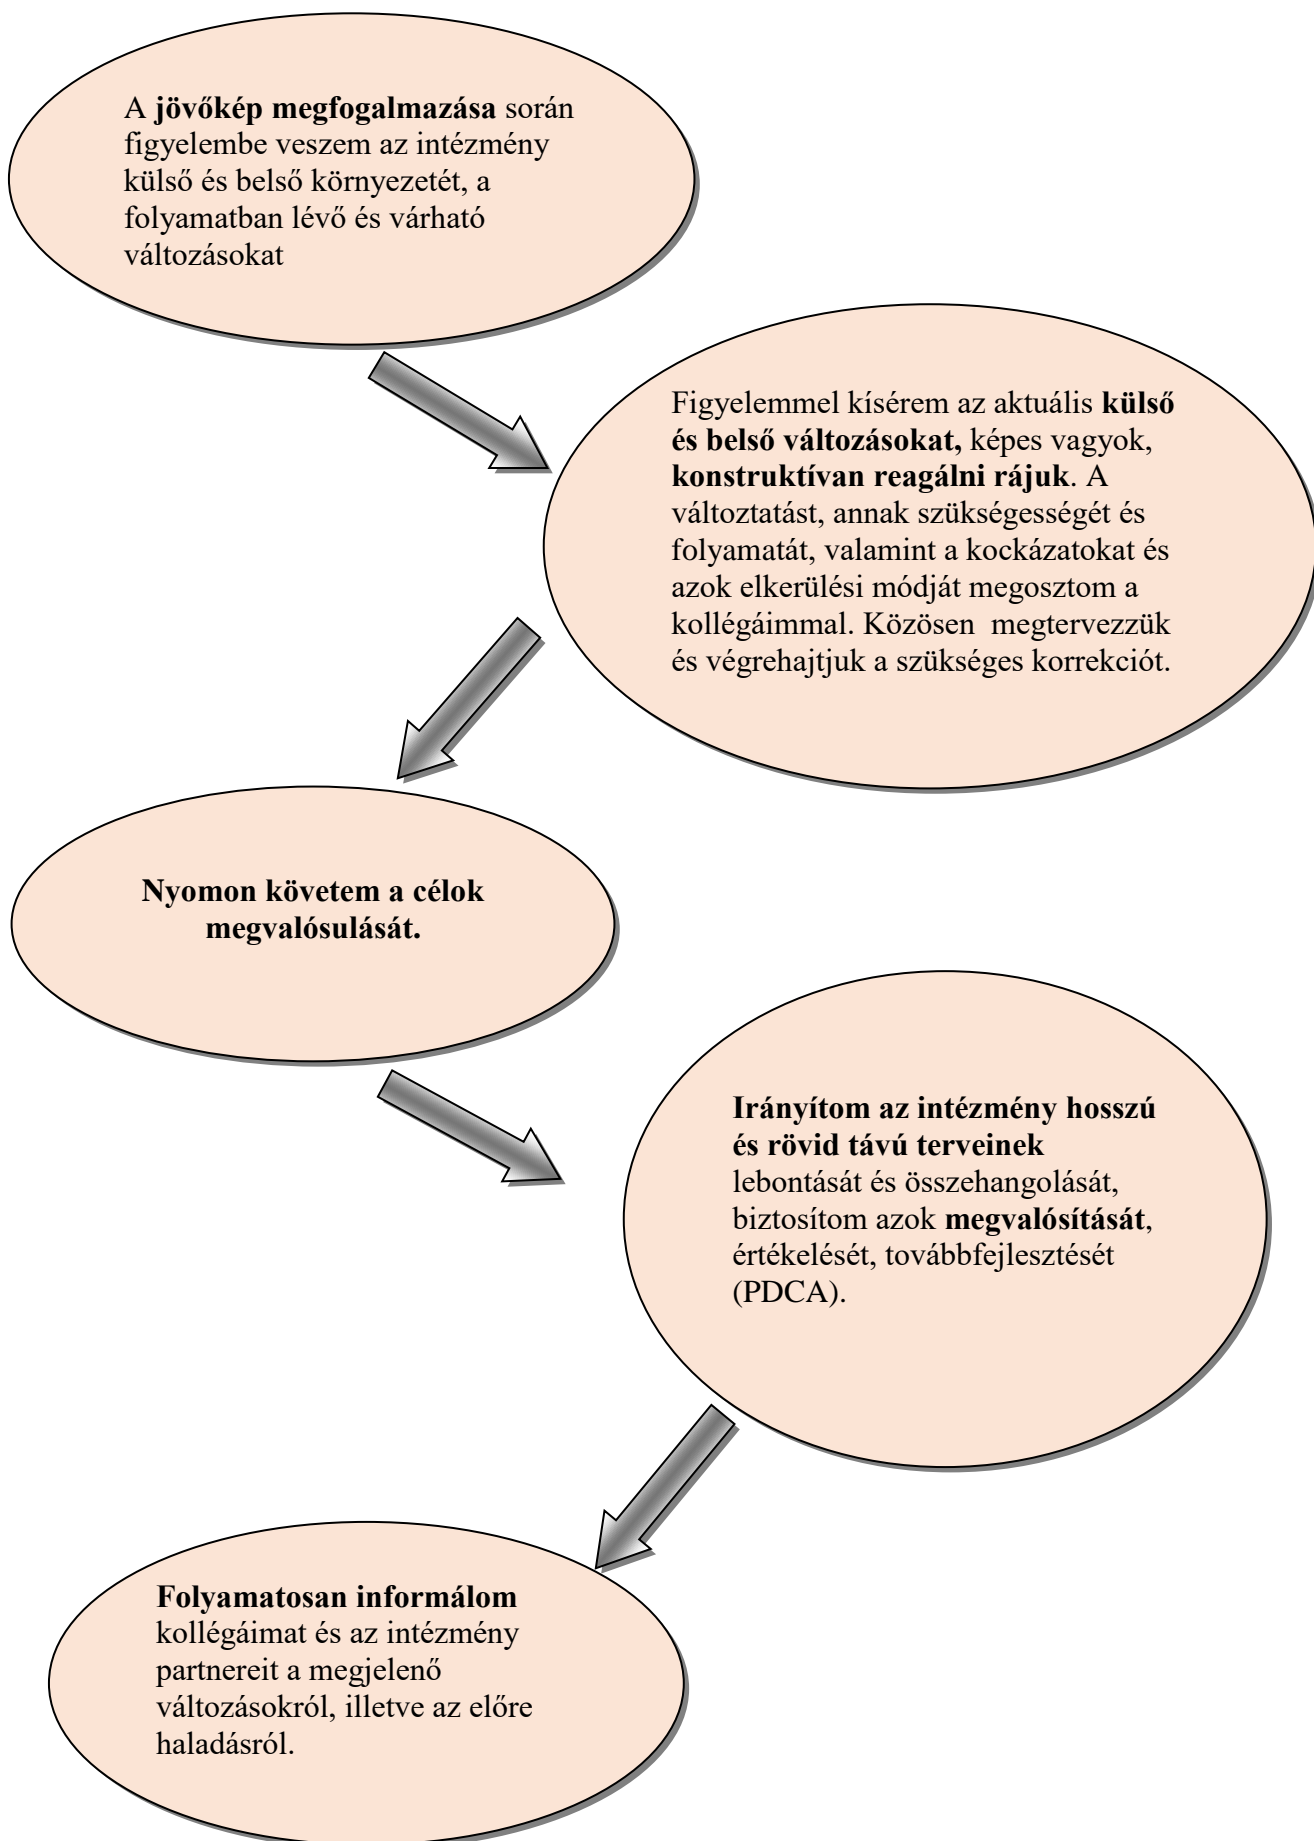 A jövőkép megfogalmazása során
figyelembe veszem az intézmény
külső és belső környezetét, a
folyamatban lévő és várható
változásokat
Figyelemmel kísérem az aktuális külső
és belső változásokat, képes vagyok,
konstruktívan reagálni rájuk. A
változtatást, annak szükségességét és
folyamatát, valamint a kockázatokat és
azok elkerülési módját megosztom a
kollégáimmal. Közösen  megtervezzük
és végrehajtjuk a szükséges korrekciót.
Nyomon követem a célok
megvalósulását.
Irányítom az intézmény hosszú
és rövid távú terveinek
lebontását és összehangolását,
biztosítom azok megvalósítását,
értékelését, továbbfejlesztését
(PDCA).
Folyamatosan informálom
kollégáimat és az intézmény
partnereit a megjelenő
változásokról, illetve az előre
haladásról.